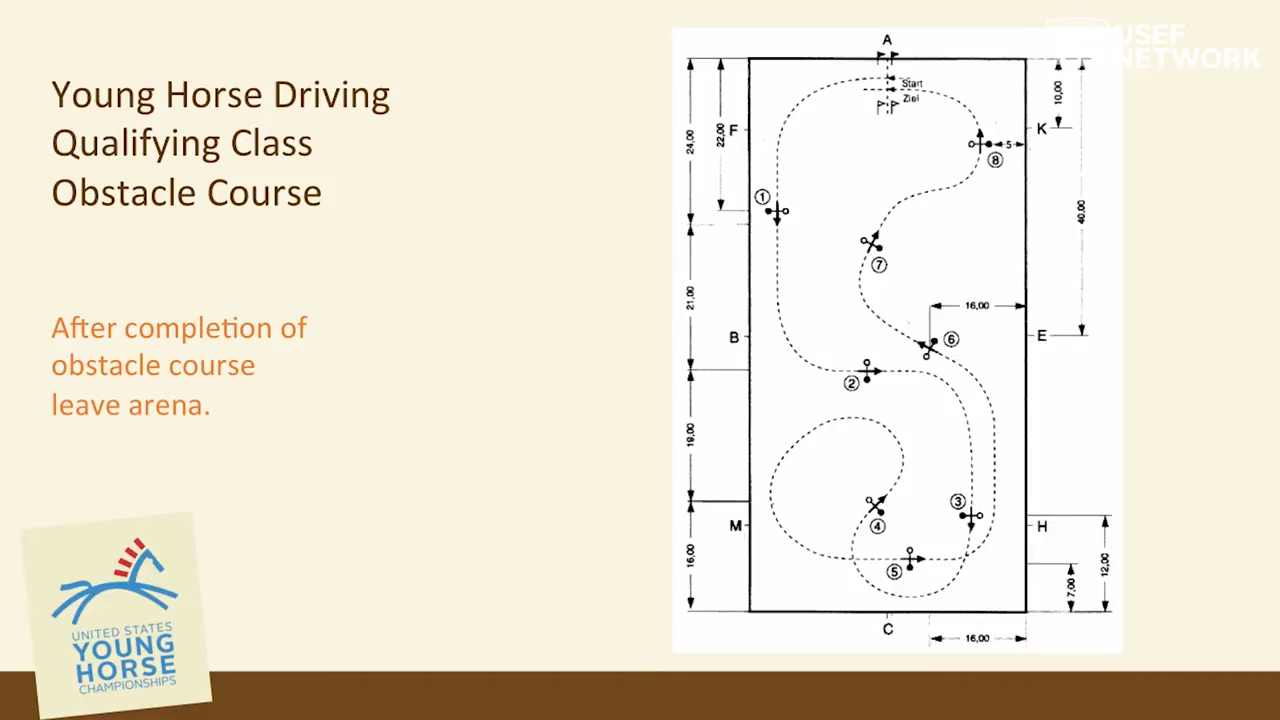 Young Horse Driving
Qualifying Class
Obstacle Course
After completion of
obstacle course
leave arena.
UNITED STATES
YOUNG
HORSE
CHAMPIONSHIPS
USEF
NETWORK
A
Start
Ziel
10,00
F
K
24,00
22,00
5
8
1
40,00
7
21,00
16,00
B
6
E
2
19,00
3
4
M
H
16,00
5
12,00
7,00
C
16,00